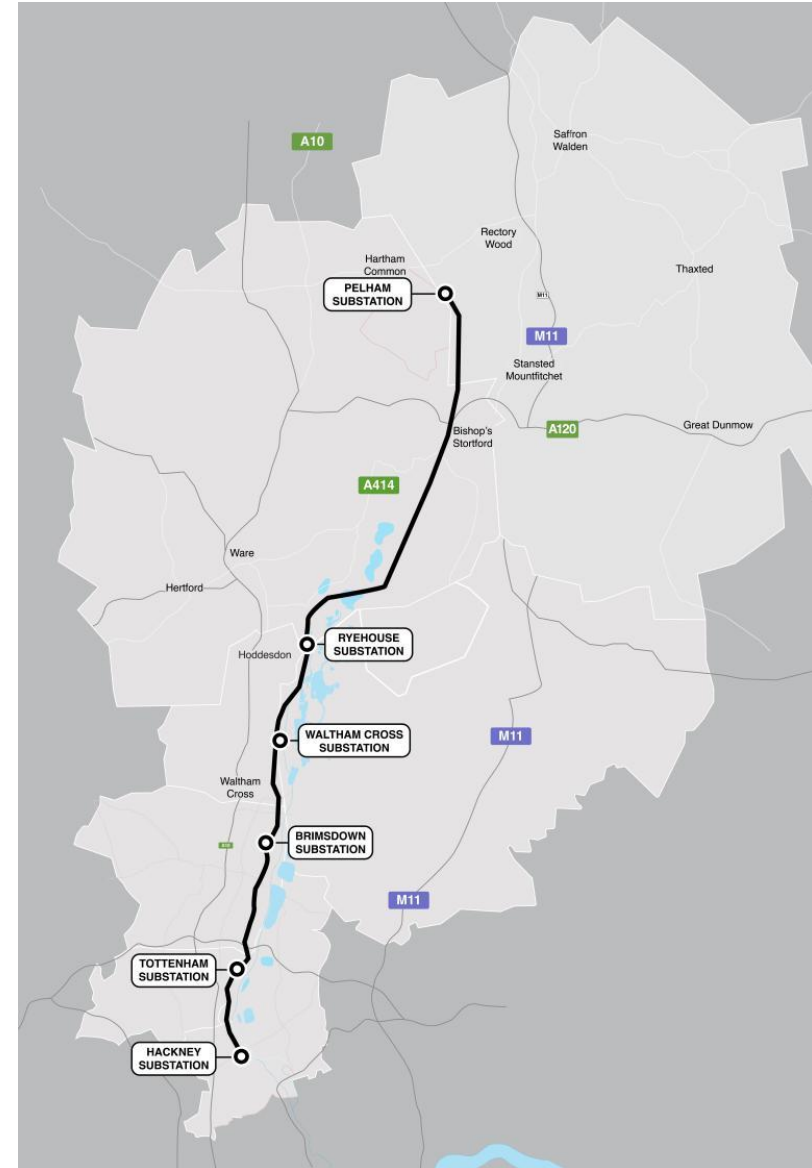 A10
Saffron
Walden
Rectory
Wood
Hartham
Common
Thaxted
PELHAM
SUBSTATION
M11
M11
Stansted
Mountfitchet
Bishop's
Stortford
A120
Great Dunmow
A414
Ware
Hertford
Hoddesdon
RYEHOUSE
SUBSTATION
WALTHAM CROSS
SUBSTATION
M11
Waltham
Cross
BRIMSDOWN
SUBSTATION
M11
TOTTENHAM
SUBSTATION
HACKNEY
SUBSTATION